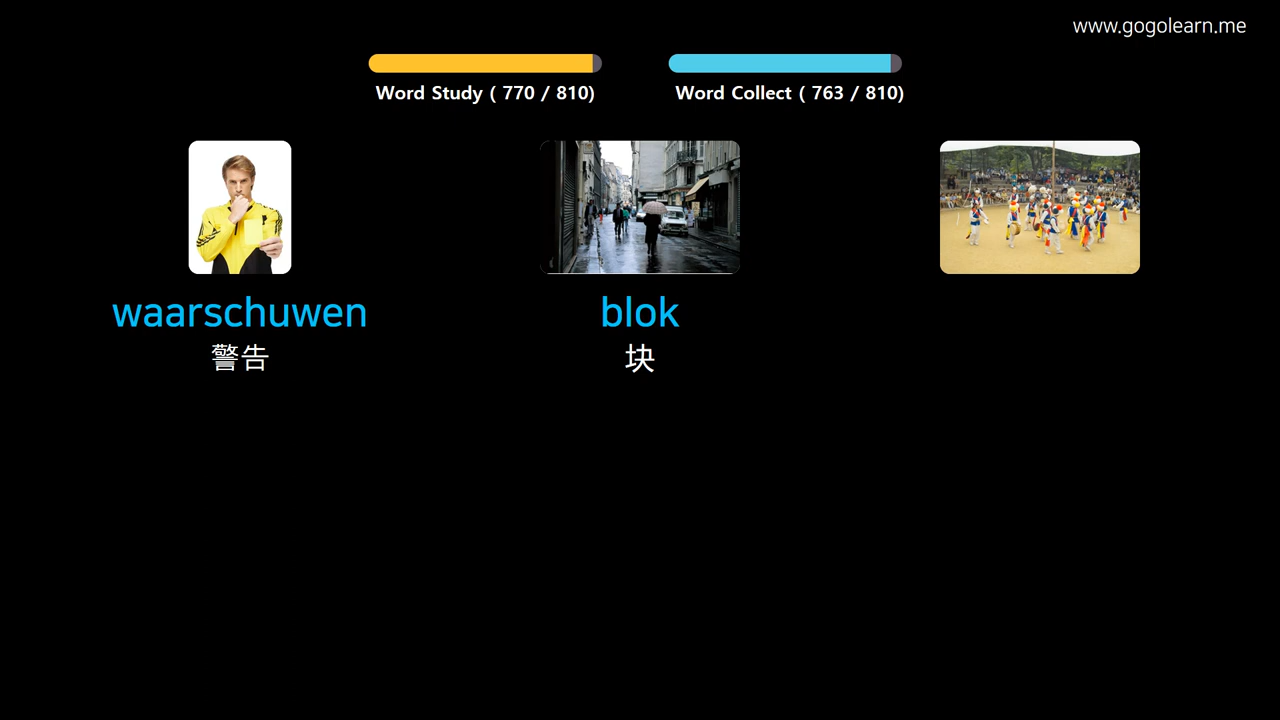 www.gogolearn.me
Word Study ( 770 / 810)
Word Collect ( 763 / 810)
waarschuwen
警告
blok
块